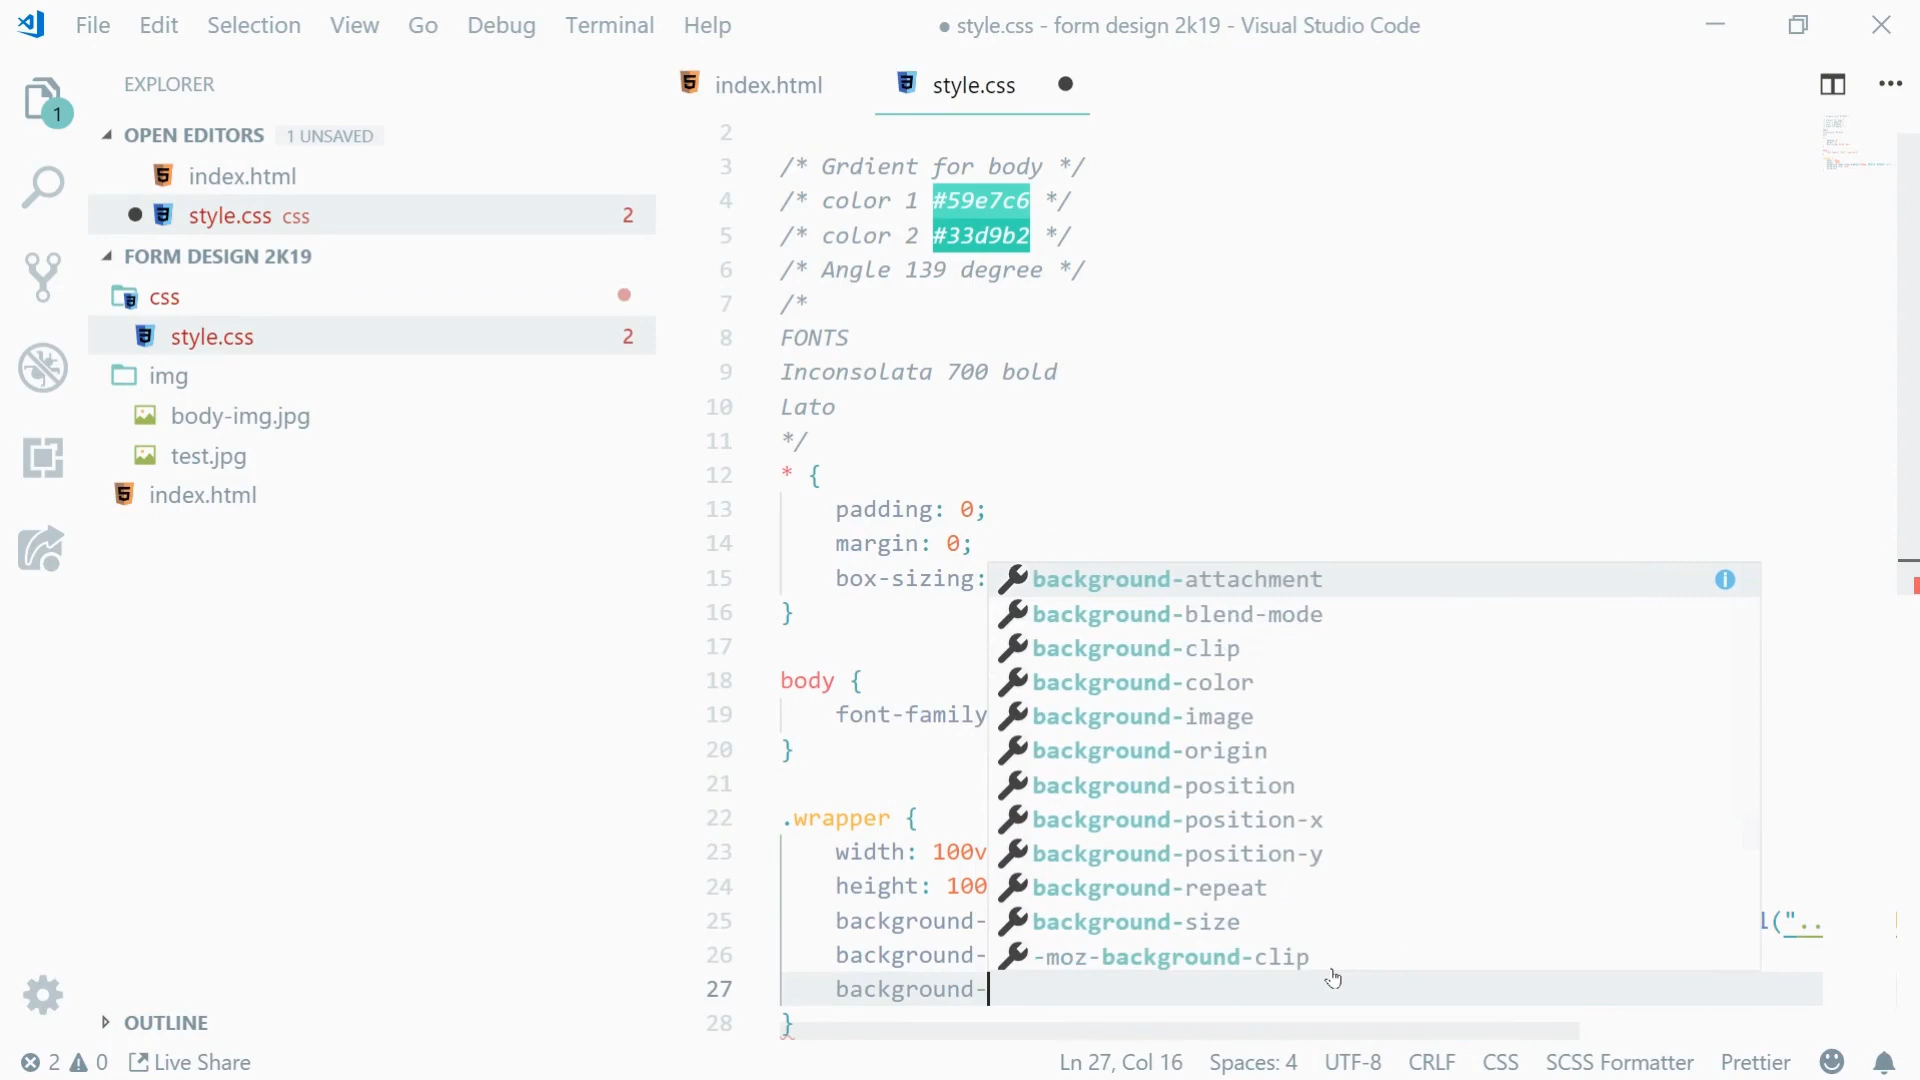 File Edit Selection View Go Debug Terminal Help
● style.css - form design 2k19 - Visual Studio Code
1
EXPLORER
OPEN EDITORS 1 UNSAVED
index.html
style.css css 2
FORM DESIGN 2K19
css
style.css 2
img
body-img.jpg
test.jpg
index.html
OUTLINE
index.html style.css
2
3 /* Grdient for body */
4 /* color 1 #59e7c6 */
5 /* color 2 #33d9b2 */
6 /* Angle 139 degree */
7 /*
8 FONTS
9 Inconsolata 700 bold
10 Lato
11 */
12 * {
13 padding: 0;
14 margin: 0;
15 box-sizing:
16 }
17
18 body {
19 font-family
20 }
21
22 .wrapper {
23 width: 100v
24 height: 100
25 background- l("..
26 background-
27 background-
28 }
background-attachment
background-blend-mode
background-clip
background-color
background-image
background-origin
background-position
background-position-x
background-position-y
background-repeat
background-size
-moz-background-clip
2 0 Live Share Ln 27, Col 16 Spaces: 4 UTF-8 CRLF CSS SCSS Formatter Prettier